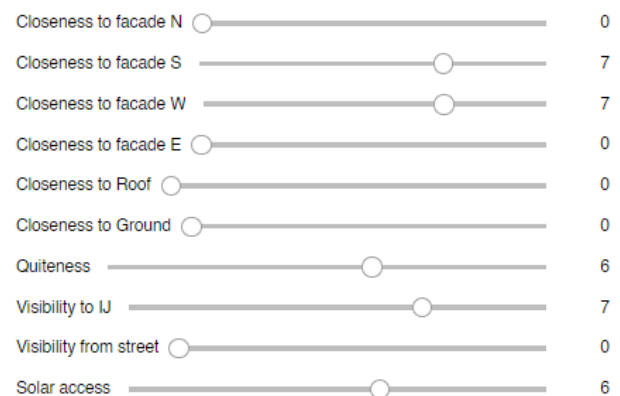 Closeness to facade N 0
Closeness to facade S 7
Closeness to facade W 7
Closeness to facade E 0
Closeness to Roof 0
Closeness to Ground 0
Quiteness 6
Visibility to IJ 7
Visibility from street 0
Solar access 6